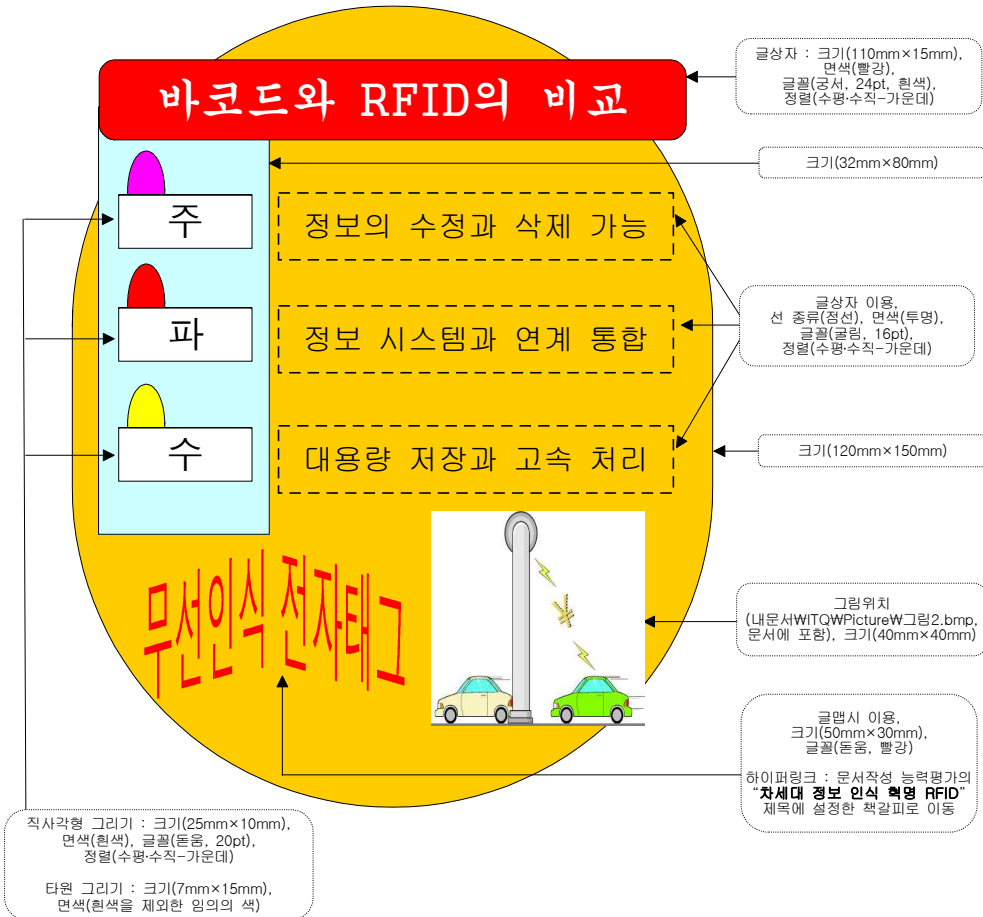 바코드와 RFID의 비교
글상자 : 크기(110mm×15mm),
면색(빨강),
글꼴(궁서, 24pt, 흰색),
정렬(수평·수직-가운데)
크기(32mm×80mm)
주
정보의 수정과 삭제 가능
파
정보 시스템과 연계 통합
글상자 이용,
선 종류(점선), 면색(투명),
글꼴(굴림, 16pt),
정렬(수평·수직-가운데)
수
대용량 저장과 고속 처리
크기(120mm×150mm)
무선인식 전자태그
¥
그림위치
(내문서₩ITQ₩Picture₩그림2.bmp,
문서에 포함), 크기(40mm×40mm)
글맵시 이용,
크기(50mm×30mm),
글꼴(돋움, 빨강)
하이퍼링크 : 문서작성 능력평가의
“차세대 정보 인식 혁명 RFID”
제목에 설정한 책갈피로 이동
직사각형 그리기 : 크기(25mm×10mm),
면색(흰색), 글꼴(돋움, 20pt),
정렬(수평·수직-가운데)
타원 그리기 : 크기(7mm×15mm),
면색(흰색을 제외한 임의의 색)